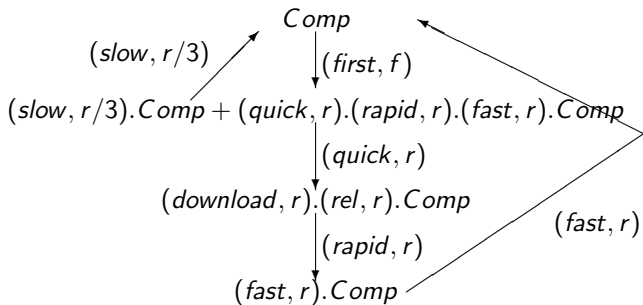 Comp
(slow, r/3)
(first, f)
(slow, r/3).Comp + (quick, r).(rapid, r).(fast, r).Comp
(quick, r)
(download, r).(rel, r).Comp
(fast, r)
(rapid, r)
(fast, r).Comp